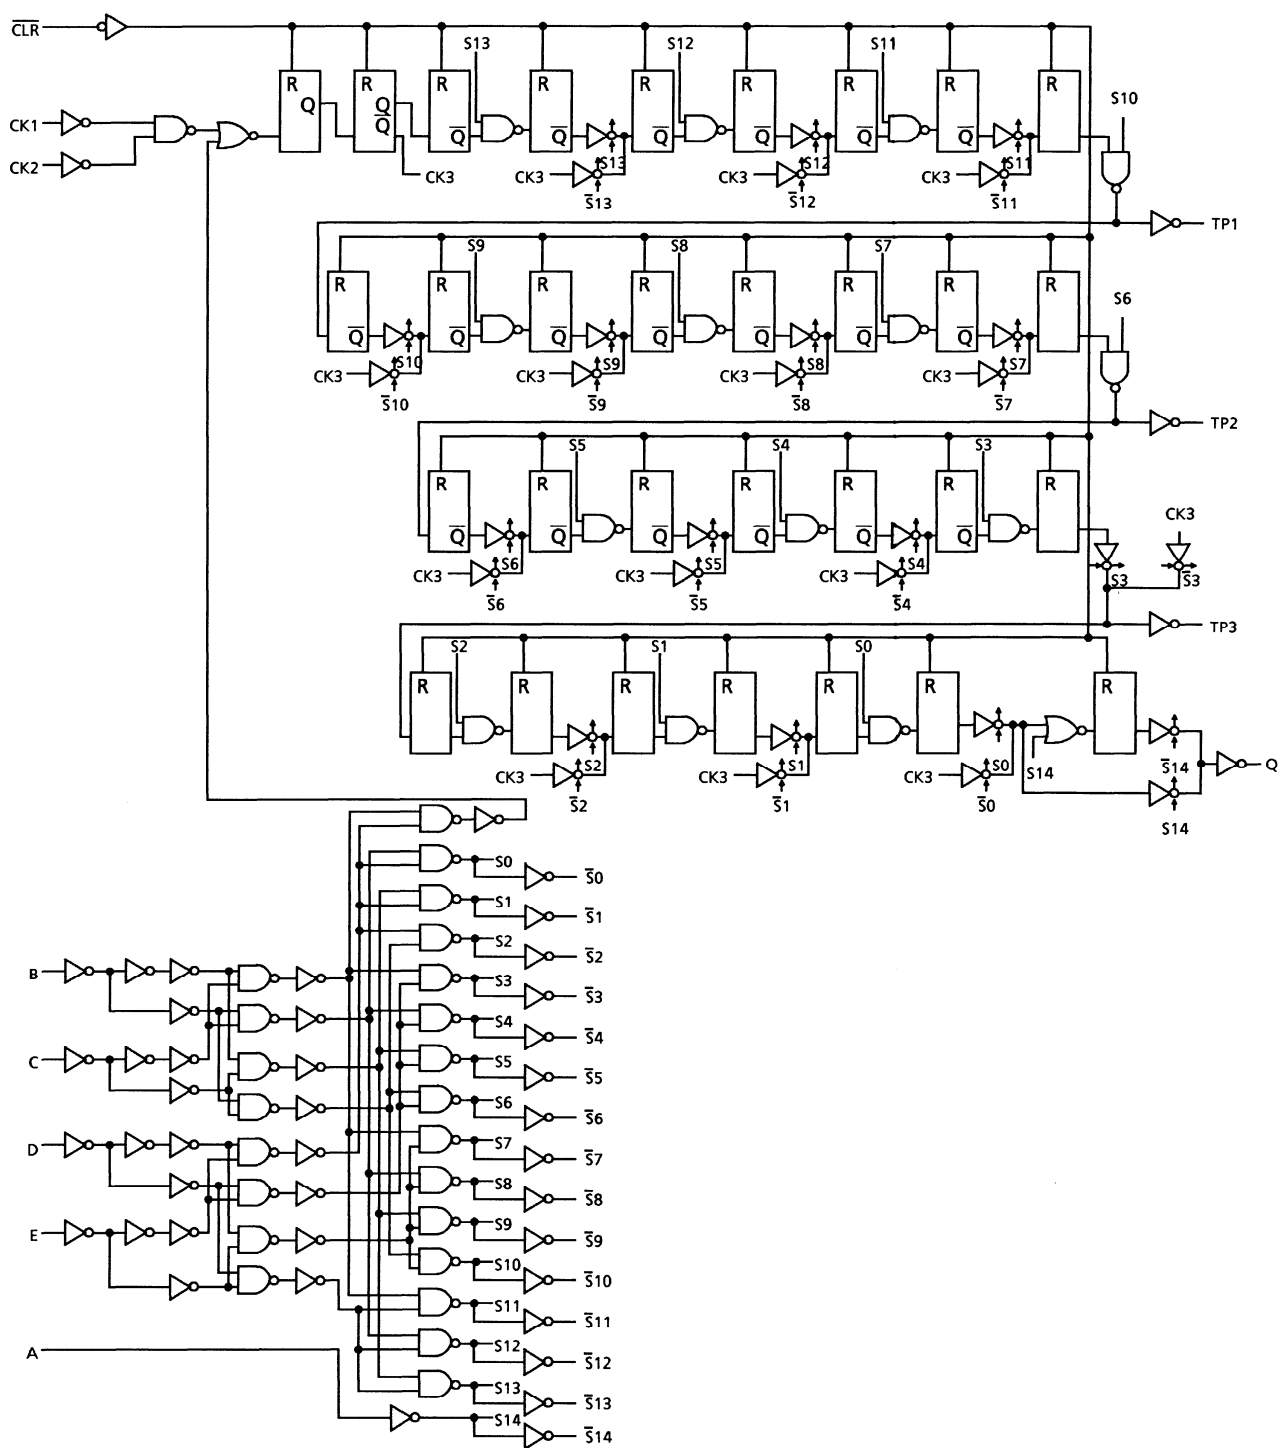 C̅L̅R̅
S13 S12 S11
R R R R R R R R R
S10
Q Q Q̅ Q̅ Q̅ Q̅ Q̅ Q̅ Q̅
CK1
CK2
CK3 CK3 S13 CK3 S12 CK3 S11
S̅13 S̅12 S̅11
TP1
S9 S8 S7
R R R R R R R R
S6
Q̅ Q̅ Q̅ Q̅ Q̅ Q̅ Q̅
CK3 S10 CK3 S9 CK3 S8 CK3 S7
S̅10 S̅9 S̅8 S̅7
TP2
S5 S4 S3
R R R R R R R
CK3
Q̅ Q̅ Q̅ Q̅ Q̅ Q̅
CK3 S6 CK3 S5 CK3 S4 S3 S̅3
S̅6 S̅5 S̅4
TP3
S2 S1 S0
R R R R R R R
CK3 S2 CK3 S1 CK3 S0 S14 S̅14 Q
S̅2 S̅1 S̅0
S14
S0
S̅0
S1
S̅1
S2
S̅2
B
S3
S̅3
S4
S̅4
C
S5
S̅5
S6
S̅6
D
S7
S̅7
S8
S̅8
E
S9
S̅9
S10
S̅10
S11
S̅11
A
S12
S̅12
S13
S̅13
S14
S̅14